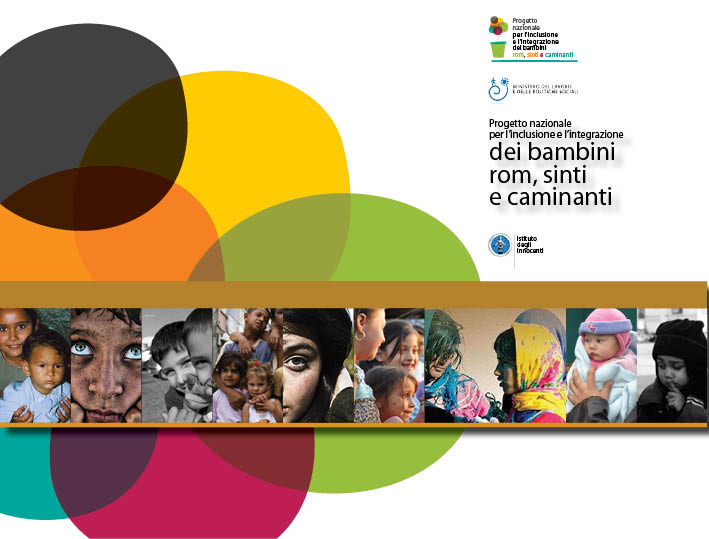 Progetto
nazionale
per l'inclusione
e l'integrazione
dei bambini
rom, sinti e caminanti
MINISTERO DEL LAVORO
E DELLE POLITICHE SOCIALI
Progetto nazionale
per l'inclusione e l'integrazione
dei bambini
rom, sinti
e caminanti
Istituto
degli
Innocenti